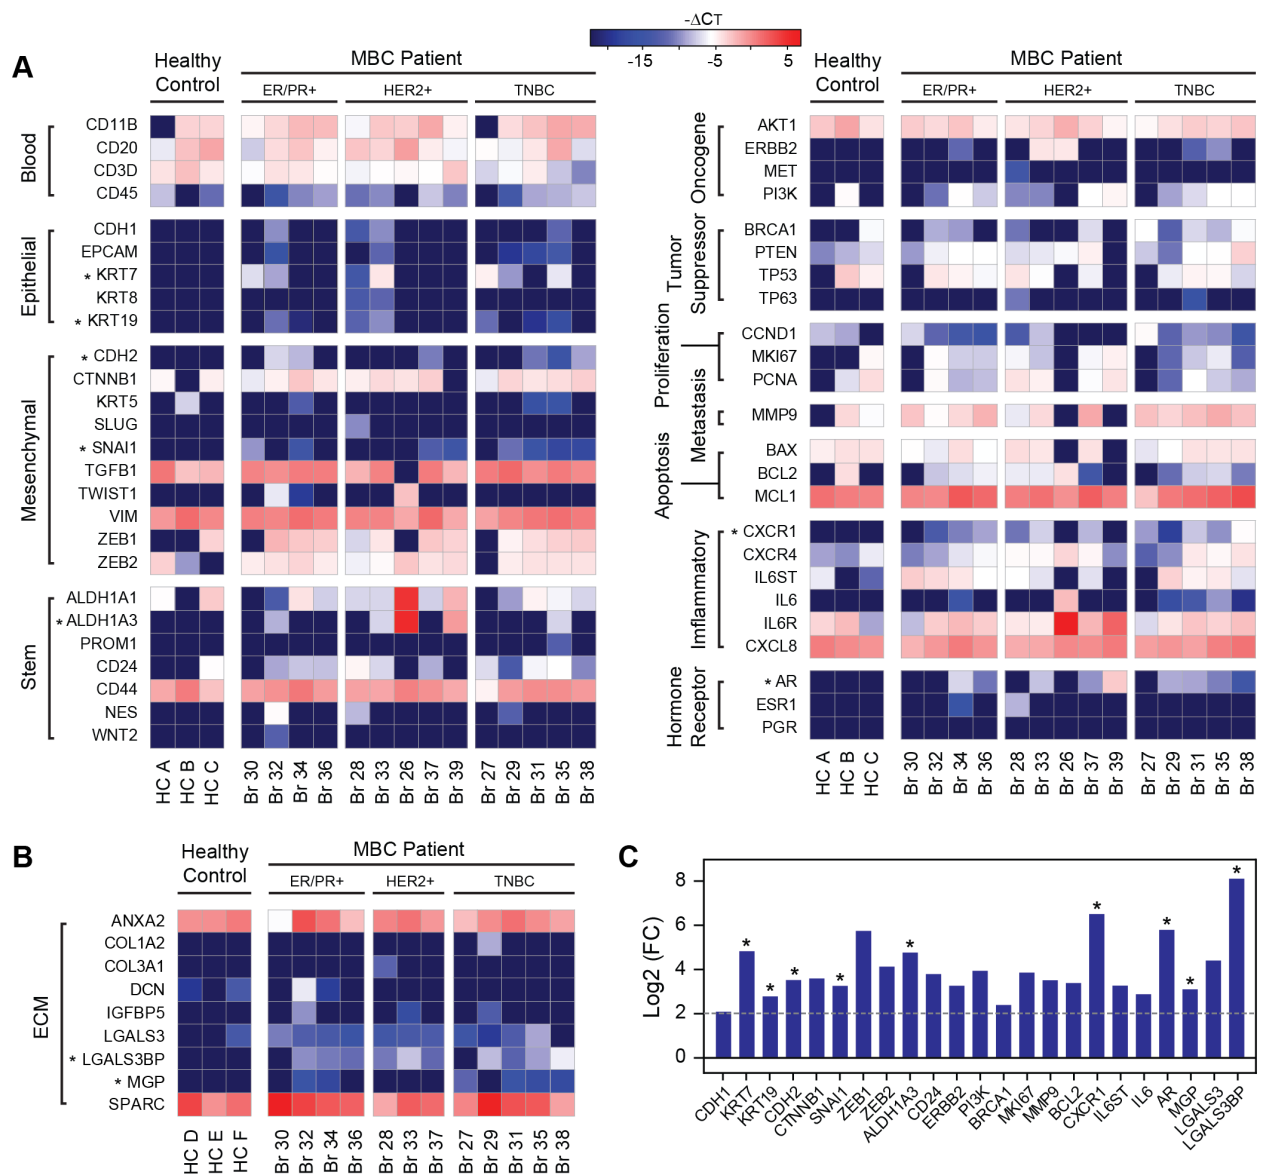 -ΔCT
-15 -5 5
A
Healthy Control
MBC Patient
ER/PR+ HER2+ TNBC
Blood
CD11B
CD20
CD3D
CD45
Epithelial
CDH1
EPCAM
* KRT7
KRT8
* KRT19
Mesenchymal
* CDH2
CTNNB1
KRT5
SLUG
* SNAI1
TGFB1
TWIST1
VIM
ZEB1
ZEB2
Stem
ALDH1A1
* ALDH1A3
PROM1
CD24
CD44
NES
WNT2
HC A HC B HC C Br 30 Br 32 Br 34 Br 36 Br 28 Br 33 Br 26 Br 37 Br 39 Br 27 Br 29 Br 31 Br 35 Br 38
Healthy Control
MBC Patient
ER/PR+ HER2+ TNBC
Oncogene
AKT1
ERBB2
MET
PI3K
Tumor Suppressor
BRCA1
PTEN
TP53
TP63
Proliferation
CCND1
MKI67
PCNA
Metastasis
MMP9
Apoptosis
BAX
BCL2
MCL1
Imflammatory
* CXCR1
CXCR4
IL6ST
IL6
IL6R
CXCL8
Hormone Receptor
* AR
ESR1
PGR
HC A HC B HC C Br 30 Br 32 Br 34 Br 36 Br 28 Br 33 Br 26 Br 37 Br 39 Br 27 Br 29 Br 31 Br 35 Br 38
B
Healthy Control
MBC Patient
ER/PR+ HER2+ TNBC
ECM
ANXA2
COL1A2
COL3A1
DCN
IGFBP5
LGALS3
* LGALS3BP
* MGP
SPARC
HC D HC E HC F Br 30 Br 32 Br 34 Br 36 Br 28 Br 33 Br 37 Br 27 Br 29 Br 31 Br 35 Br 38
C
Log2 (FC)
8
6
4
2
0
* * * * * * * * *
CDH1 KRT7 KRT19 CDH2 CTNNB1 SNAI1 ZEB1 ZEB2 ALDH1A3 CD24 ERBB2 PI3K BRCA1 MKI67 MMP9 BCL2 CXCR1 IL6ST IL6 AR MGP LGALS3 LGALS3BP